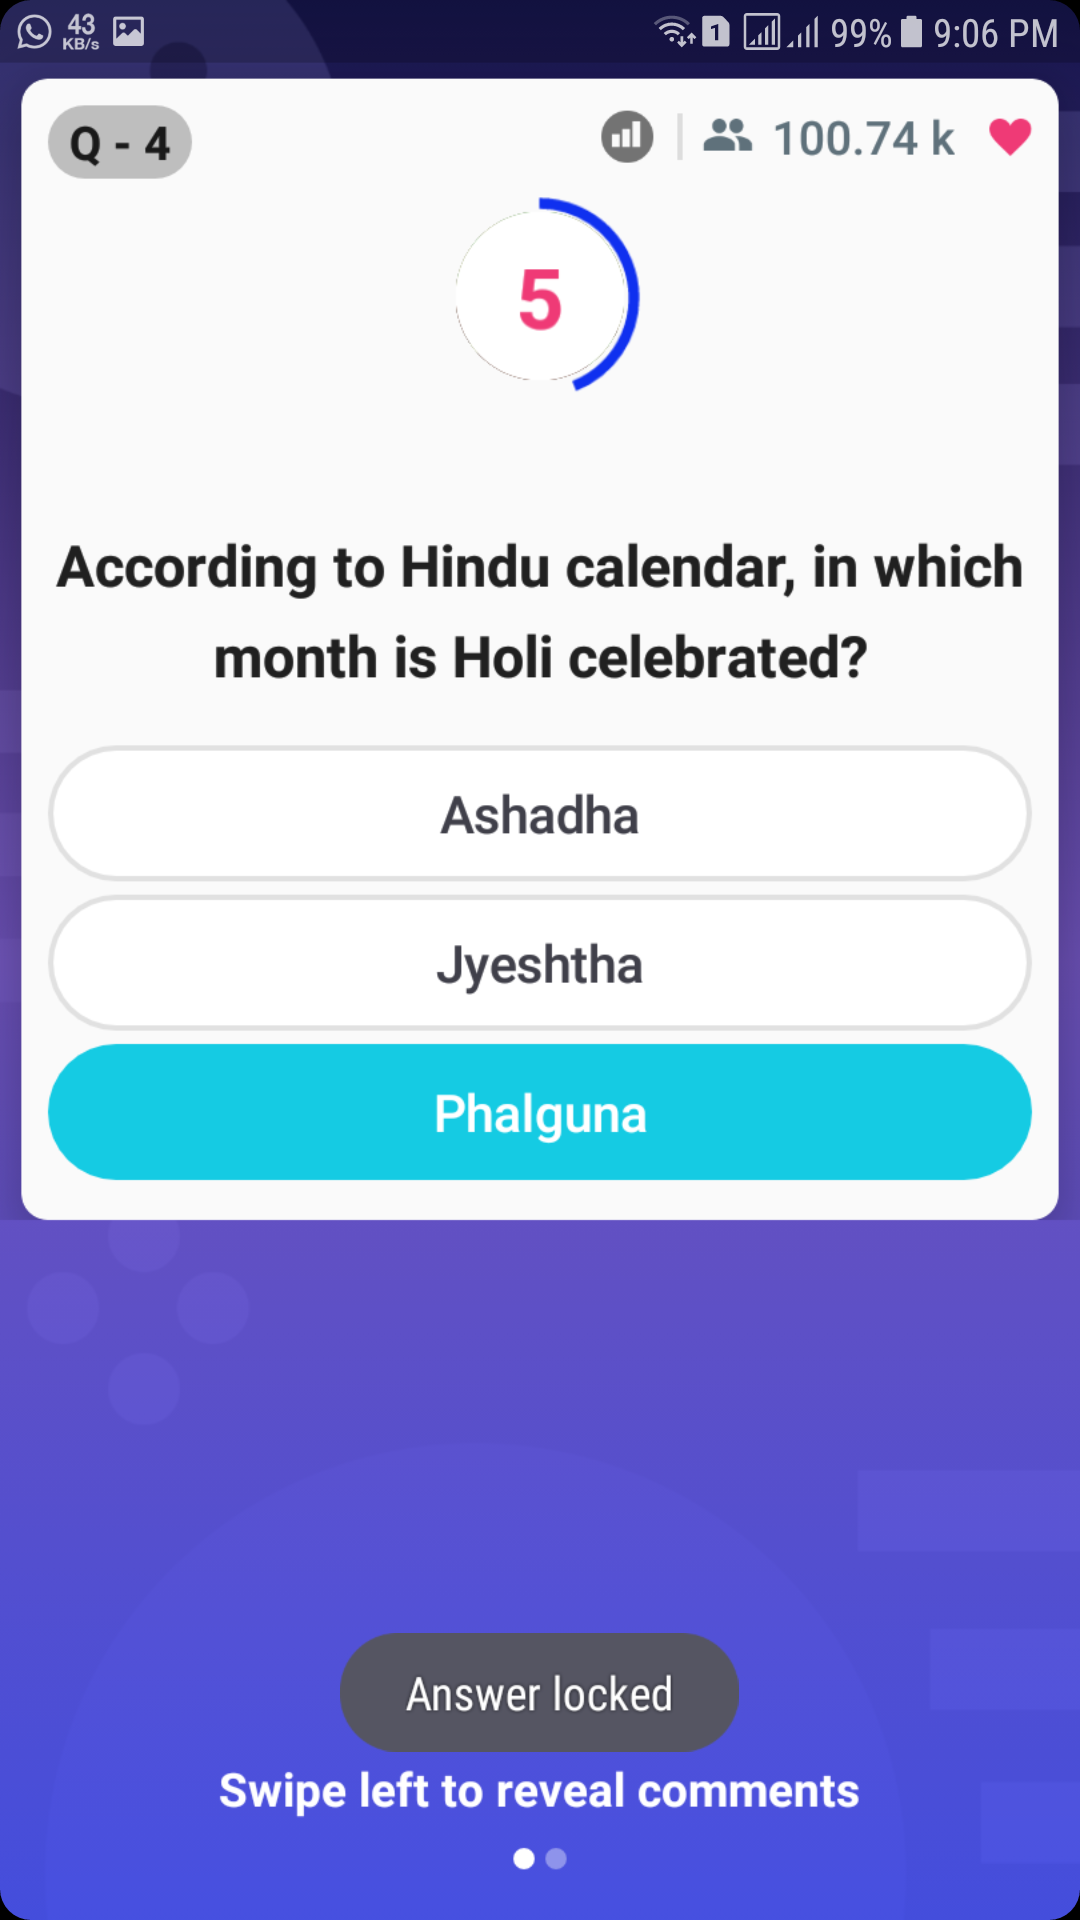 43
KB/s
1
99%
9:06 PM
Q - 4
100.74 k
5
According to Hindu calendar, in which
month is Holi celebrated?
Ashadha
Jyeshtha
Phalguna
Answer locked
Swipe left to reveal comments